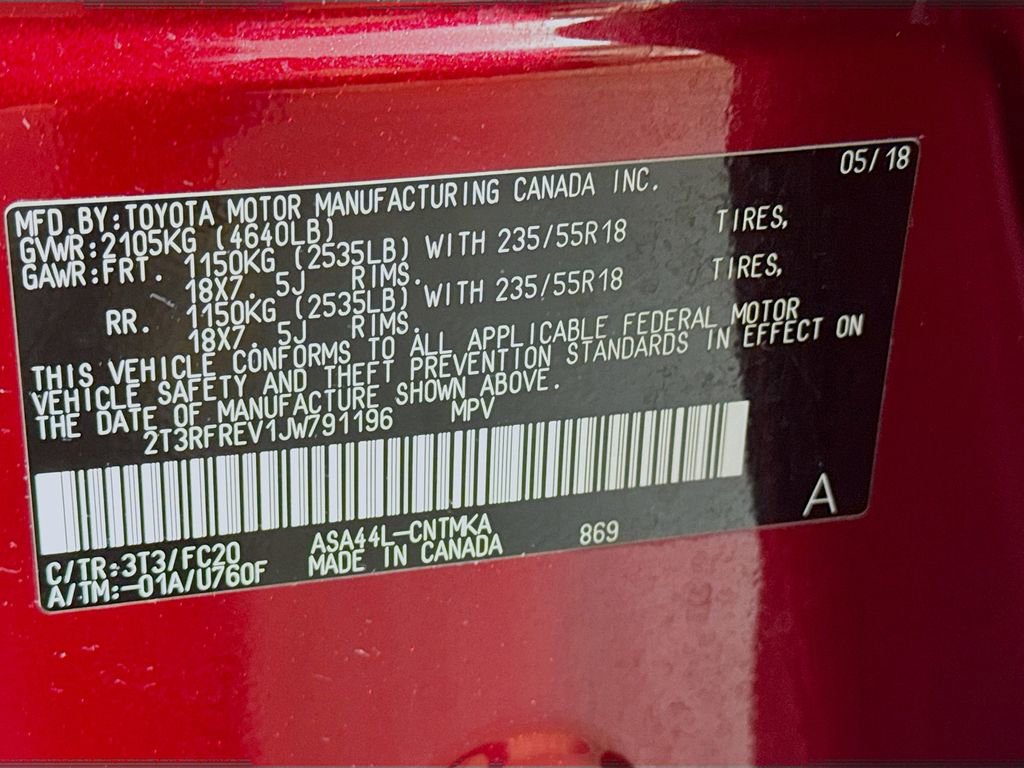 05/18
MFD.BY:TOYOTA MOTOR MANUFACTURING CANADA INC.
GVWR:2105KG (4640LB)
GAWR:FRT. 1150KG (2535LB) WITH 235/55R18 TIRES,
18X7. 5J RIMS.
RR. 1150KG (2535LB) WITH 235/55R18 TIRES,
18X7. 5J RIMS.
THIS VEHICLE CONFORMS TO ALL APPLICABLE FEDERAL MOTOR
VEHICLE SAFETY AND THEFT PREVENTION STANDARDS IN EFFECT ON
THE DATE OF MANUFACTURE SHOWN ABOVE.
2T3RFREV1JW791196 MPV
A
C/TR:3T3/FC20 ASA44L-CNTMKA 869
A/TM:-01A/U760F MADE IN CANADA